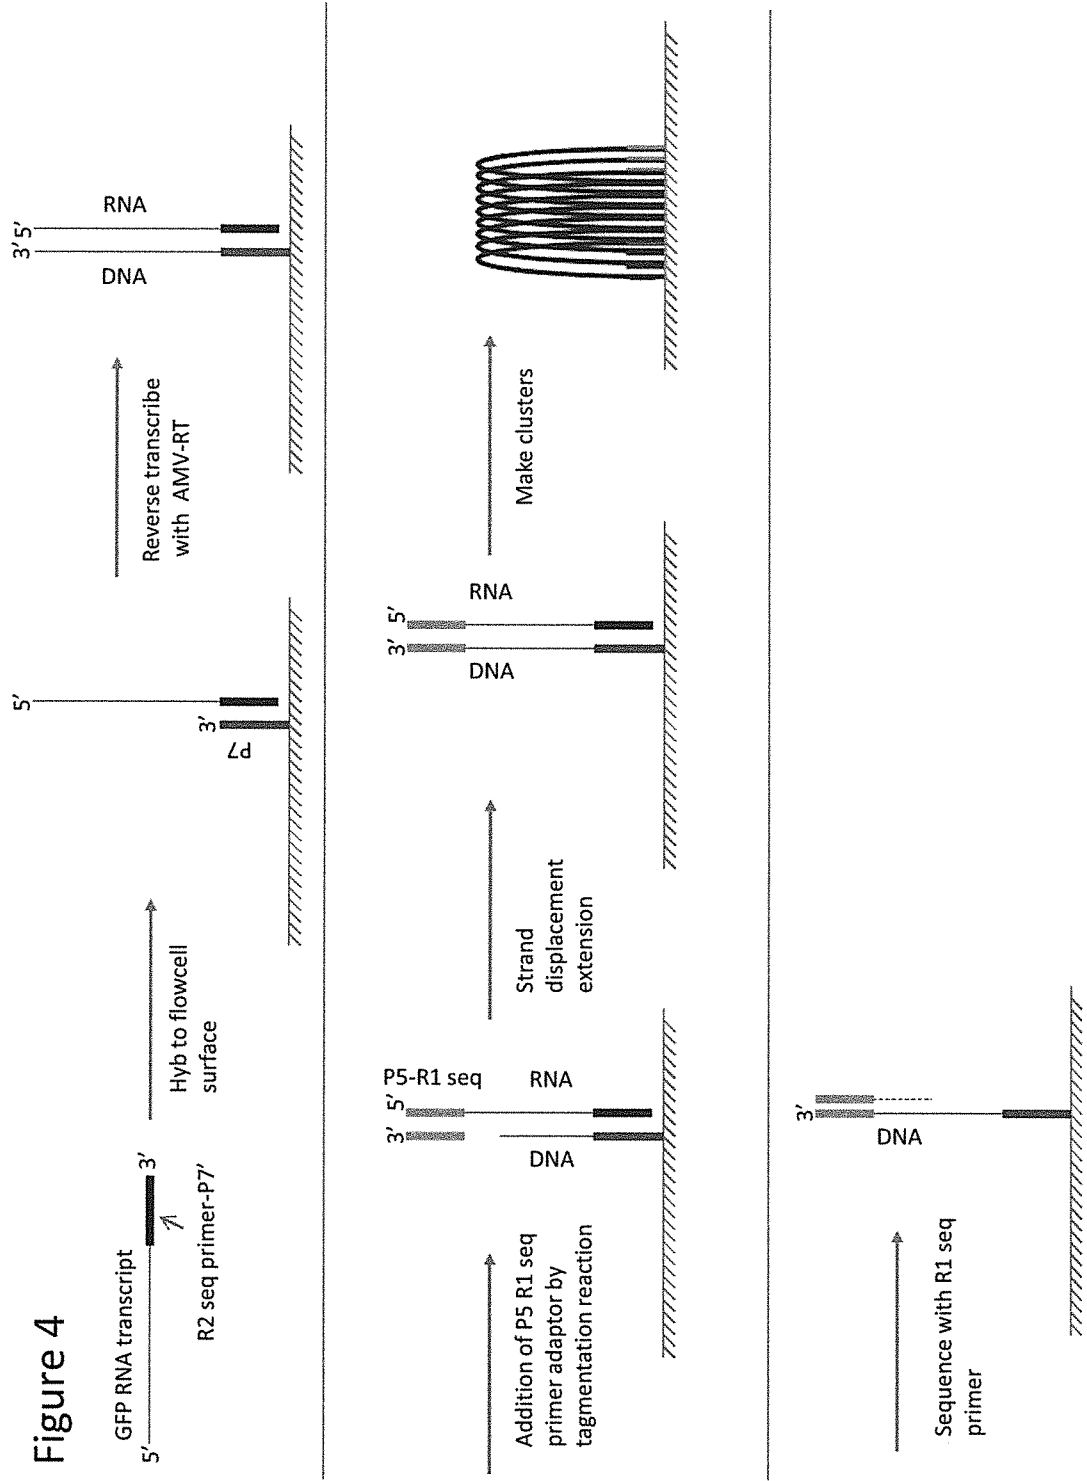 Figure 4
GFP RNA transcript
5'
3'
R2 seq primer-P7'
Hyb to flowcell
surface
5'
3'
P7
Reverse transcribe
with AMV-RT
3' 5'
RNA
DNA
Addition of P5 R1 seq
primer adaptor by
tagmentation reaction
P5-R1 seq
3' 5'
RNA
DNA
Strand
displacement
extension
3' 5'
RNA
DNA
Make clusters
Sequence with R1 seq
primer
3'
DNA